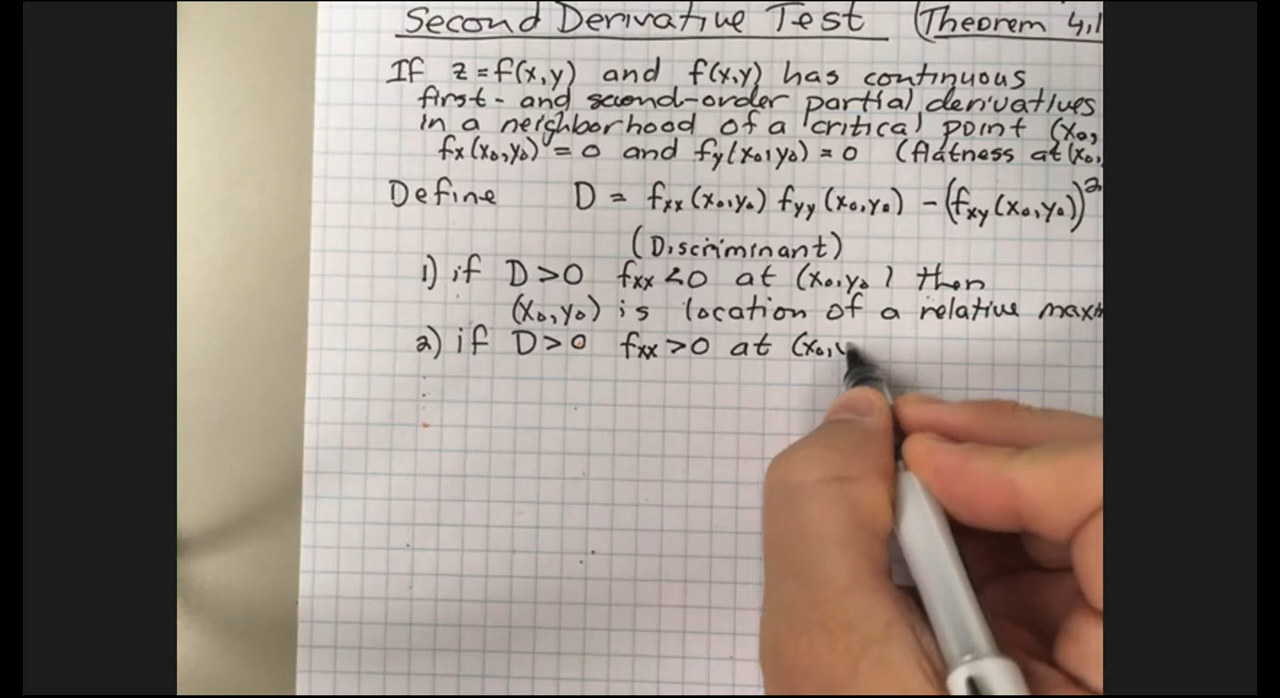 Second Derivative Test (Theorem 4.1
If z = f(x,y) and f(x,y) has continuous
first- and second-order partial derivatives
in a neighborhood of a critical point (x₀,
fx(x₀,y₀) = 0 and fy(x₀,y₀) = 0 (flatness at (x₀,
Define D = fxx(x₀,y₀) fyy(x₀,y₀) - (fxy(x₀,y₀))²
(Discriminant)
1) if D>0 fxx<0 at (x₀,y₀) then
(x₀,y₀) is location of a relative maxim
2) if D>0 fxx>0 at (x₀,y